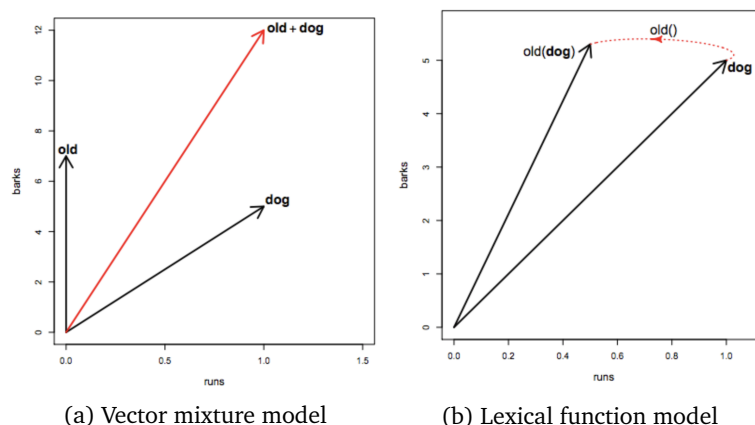 12
10
8
6
4
2
0
barks
old
old + dog
dog
0.0 0.5 1.0 1.5
runs
(a) Vector mixture model
5
4
3
2
1
0
barks
old()
old(dog)
dog
0.0 0.2 0.4 0.6 0.8 1.0
runs
(b) Lexical function model